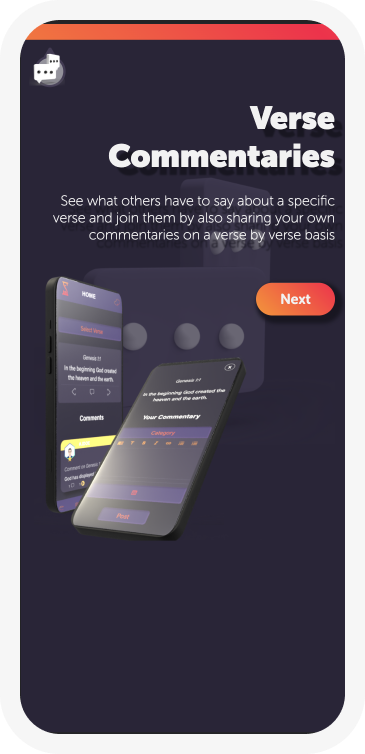 Verse
Commentaries
See what others have to say about a specific
verse and join them by also sharing your own
commentaries on a verse by verse basis
Next
HOME
Select Verse
Genesis 1:1
In the beginning God created
the heaven and the earth.
Comments
Comment on Genesis 1
Genesis 1:1
In the beginning God created the
heaven and the earth.
Your Commentary
Category
Post